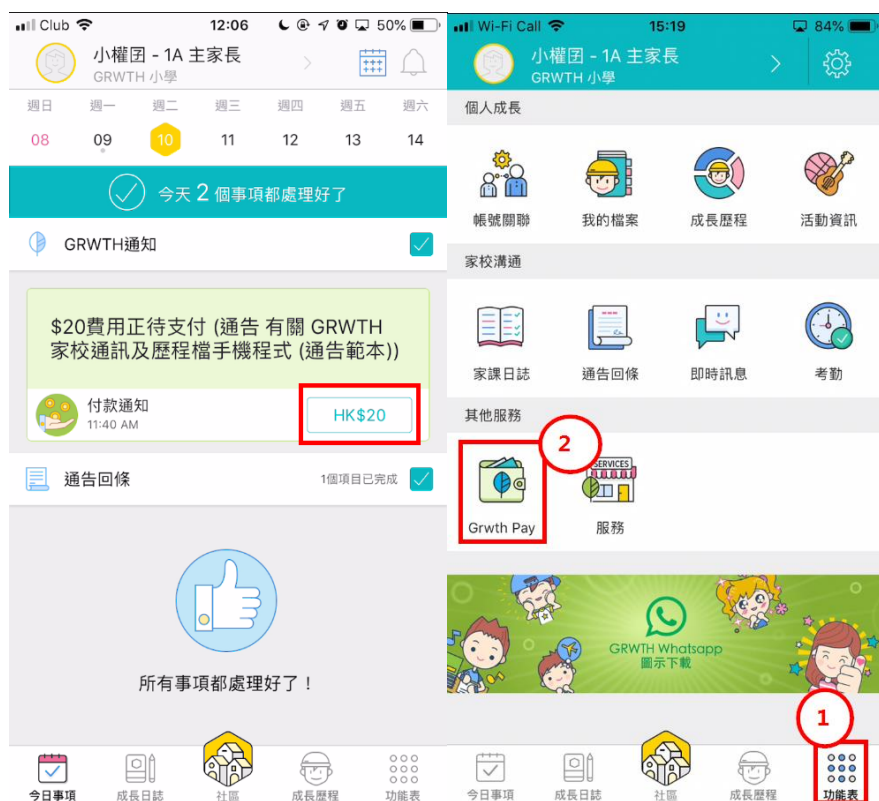 Club
12:06
50%
小權囝 - 1A 主家長
GRWTH 小學
週日 週一 週二 週三 週四 週五 週六
08 09 10 11 12 13 14
今天 2 個事項都處理好了
GRWTH通知
$20費用正待支付 (通告 有關 GRWTH
家校通訊及歷程檔手機程式 (通告範本))
付款通知
11:40 AM
HK$20
通告回條
1個項目已完成
所有事項都處理好了！
今日事項 成長日誌 社區 成長歷程 功能表
Wi-Fi Call
15:19
84%
小權囝 - 1A 主家長
GRWTH 小學
個人成長
帳號關聯 我的檔案 成長歷程 活動資訊
家校溝通
家課日誌 通告回條 即時訊息 考勤
其他服務
2
SERVICES
Grwth Pay 服務
GRWTH Whatsapp
圖示下載
1
今日事項 成長日誌 社區 成長歷程 功能表